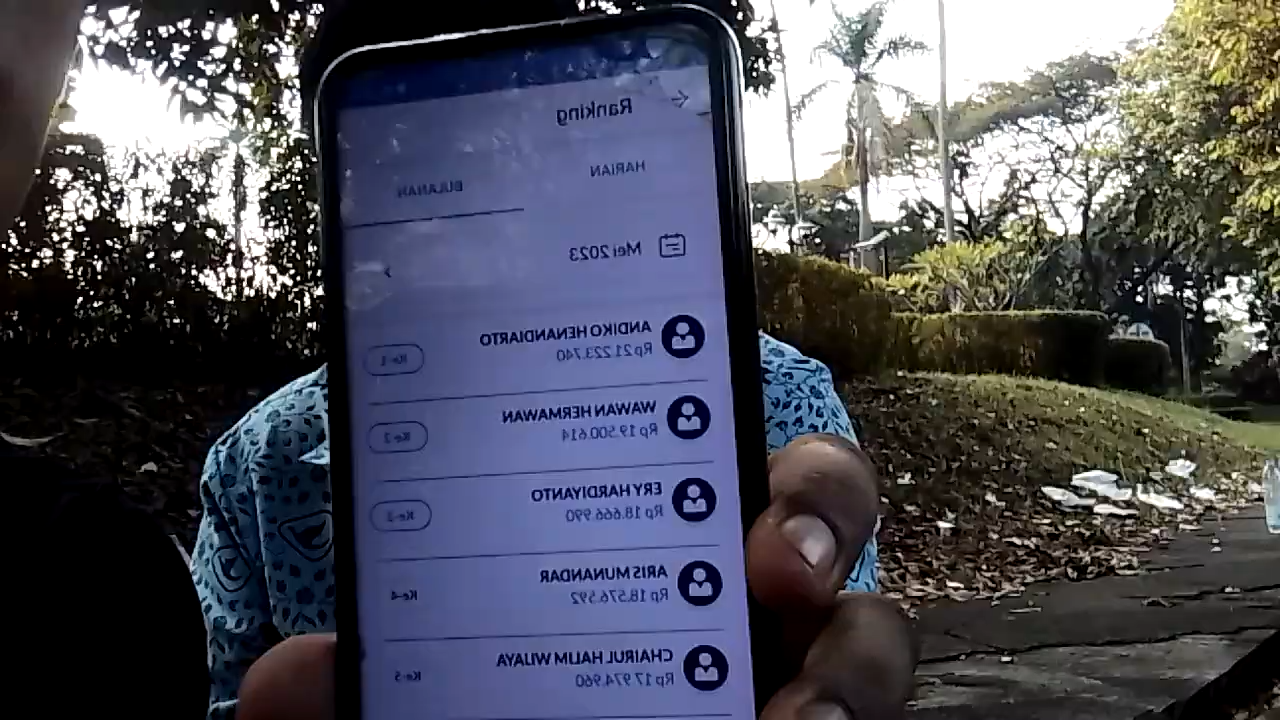 Ranking
HARIAN
BULANAN
Mei 2023
ANDIKO HENANDIARTO
Rp21.223.740
Ke-1
WAWAN HERMAWAN
Rp 19.500.614
Ke-2
ERY HARDIYANTO
Rp 18.666.990
Ke-3
ARIS MUNANDAR
Rp 18.576.592
Ke-4
CHAIRUL HALIM WIJAYA
Rp 17.974.960
Ke-5